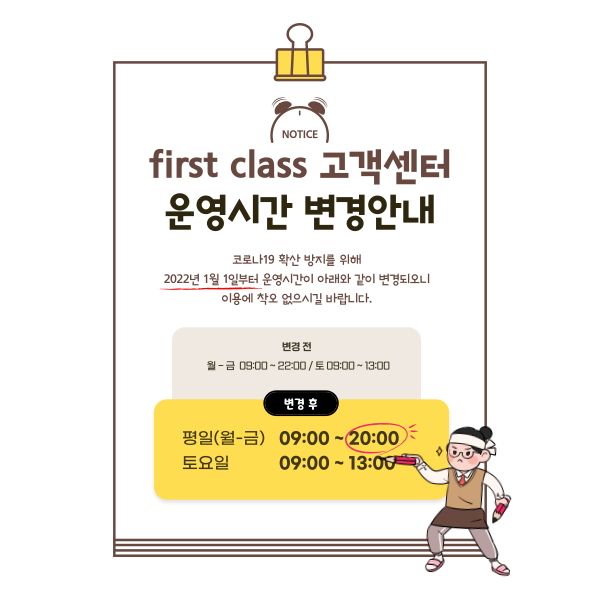 NOTICE
first class 고객센터
운영시간 변경안내
코로나19 확산 방지를 위해
2022년 1월 1일부터 운영시간이 아래와 같이 변경되오니
이용에 착오 없으시길 바랍니다.
변경 전
월 - 금 09:00 ~ 22:00 / 토 09:00 ~ 13:00
변경 후
평일(월-금) 09:00 ~ 20:00
토요일 09:00 ~ 13:00